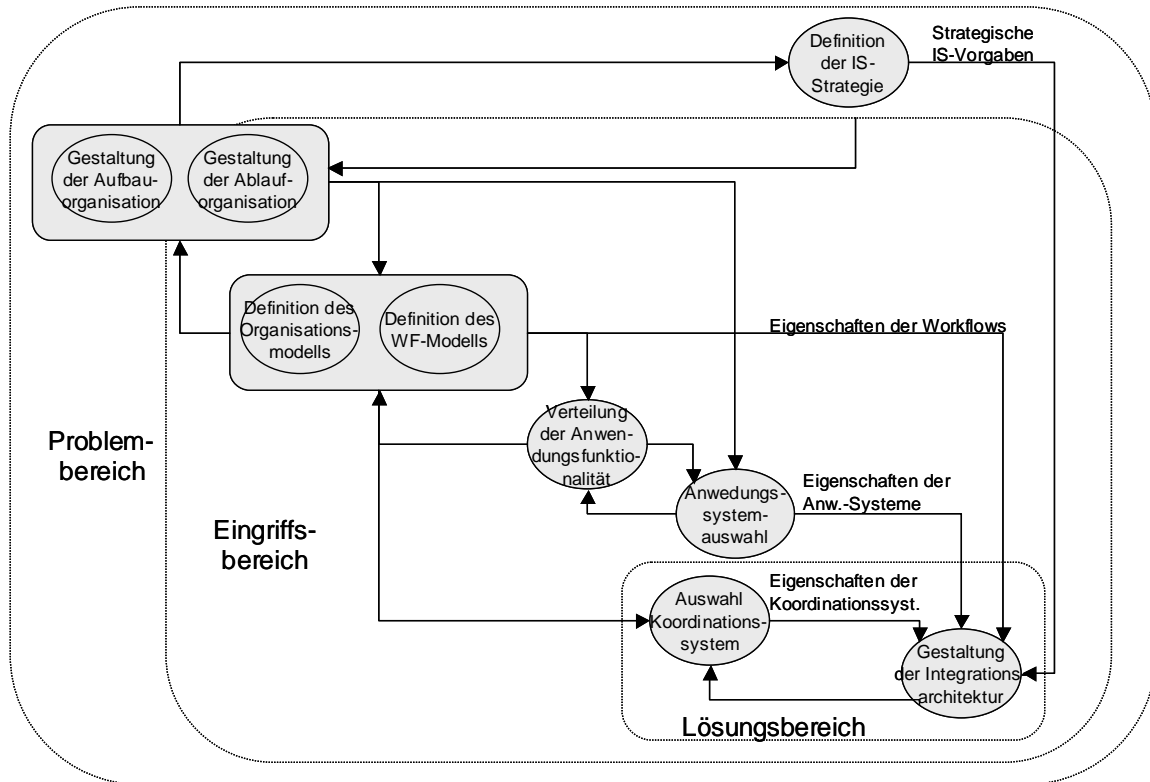 Definition
der IS-
Strategie
Strategische
IS-Vorgaben
Gestaltung
der Aufbau-
organisation
Gestaltung
der Ablauf-
organisation
Definition des
Organisations-
modells
Definition des
WF-Modells
Eigenschaften der Workflows
Verteilung
der Anwen-
dungsfunktio-
nalität
Problem-
bereich
Anwedungs-
system-
auswahl
Eigenschaften der
Anw.-Systeme
Eingriffs-
bereich
Auswahl
Koordinations-
system
Eigenschaften der
Koordinationssyst.
Gestaltung
der Integrations
architektur
Lösungsbereich